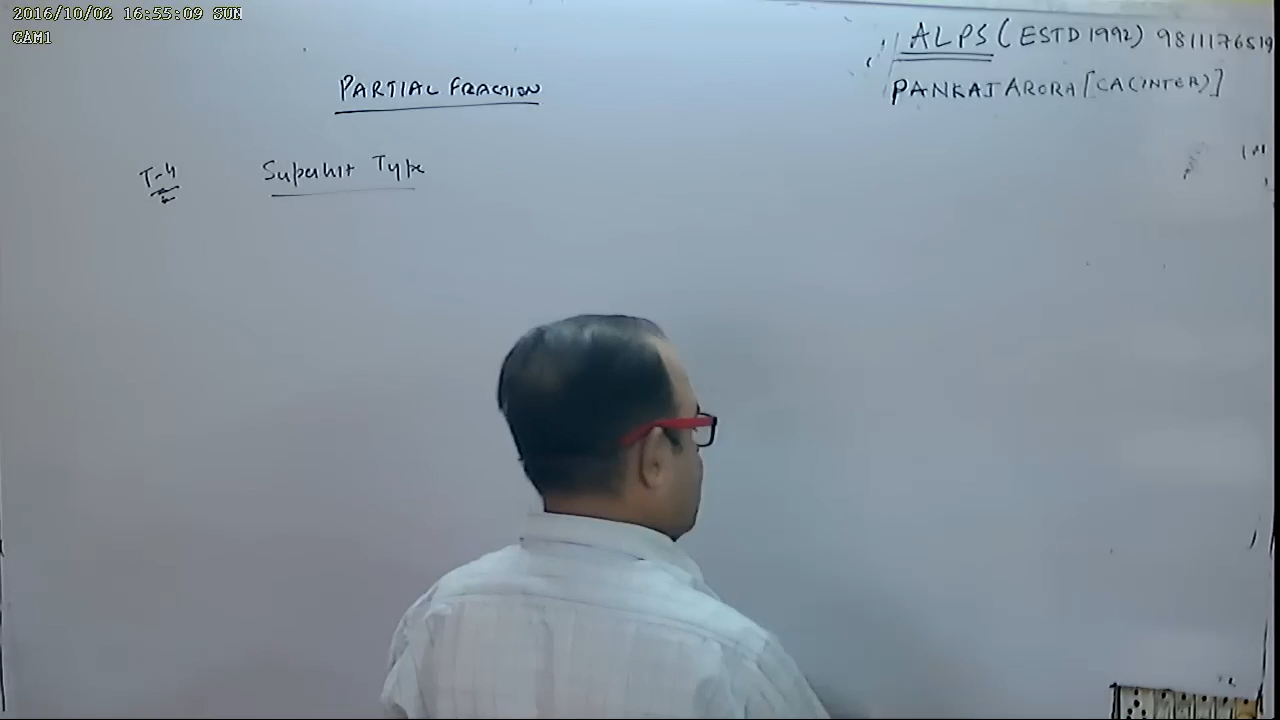 2016/10/02 16:55:09 SUN
CAM1
ALPS (ESTD 1992) 9811176519
PANKAJ ARORA [CA(INTER)]
PARTIAL FRACTION
T-4 Superhit Type